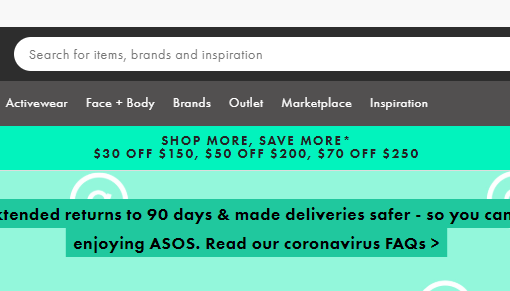 Search for items, brands and inspiration
Activewear Face + Body Brands Outlet Marketplace Inspiration
SHOP MORE, SAVE MORE*
$30 OFF $150, $50 OFF $200, $70 OFF $250
xtended returns to 90 days & made deliveries safer - so you can
enjoying ASOS. Read our coronavirus FAQs >